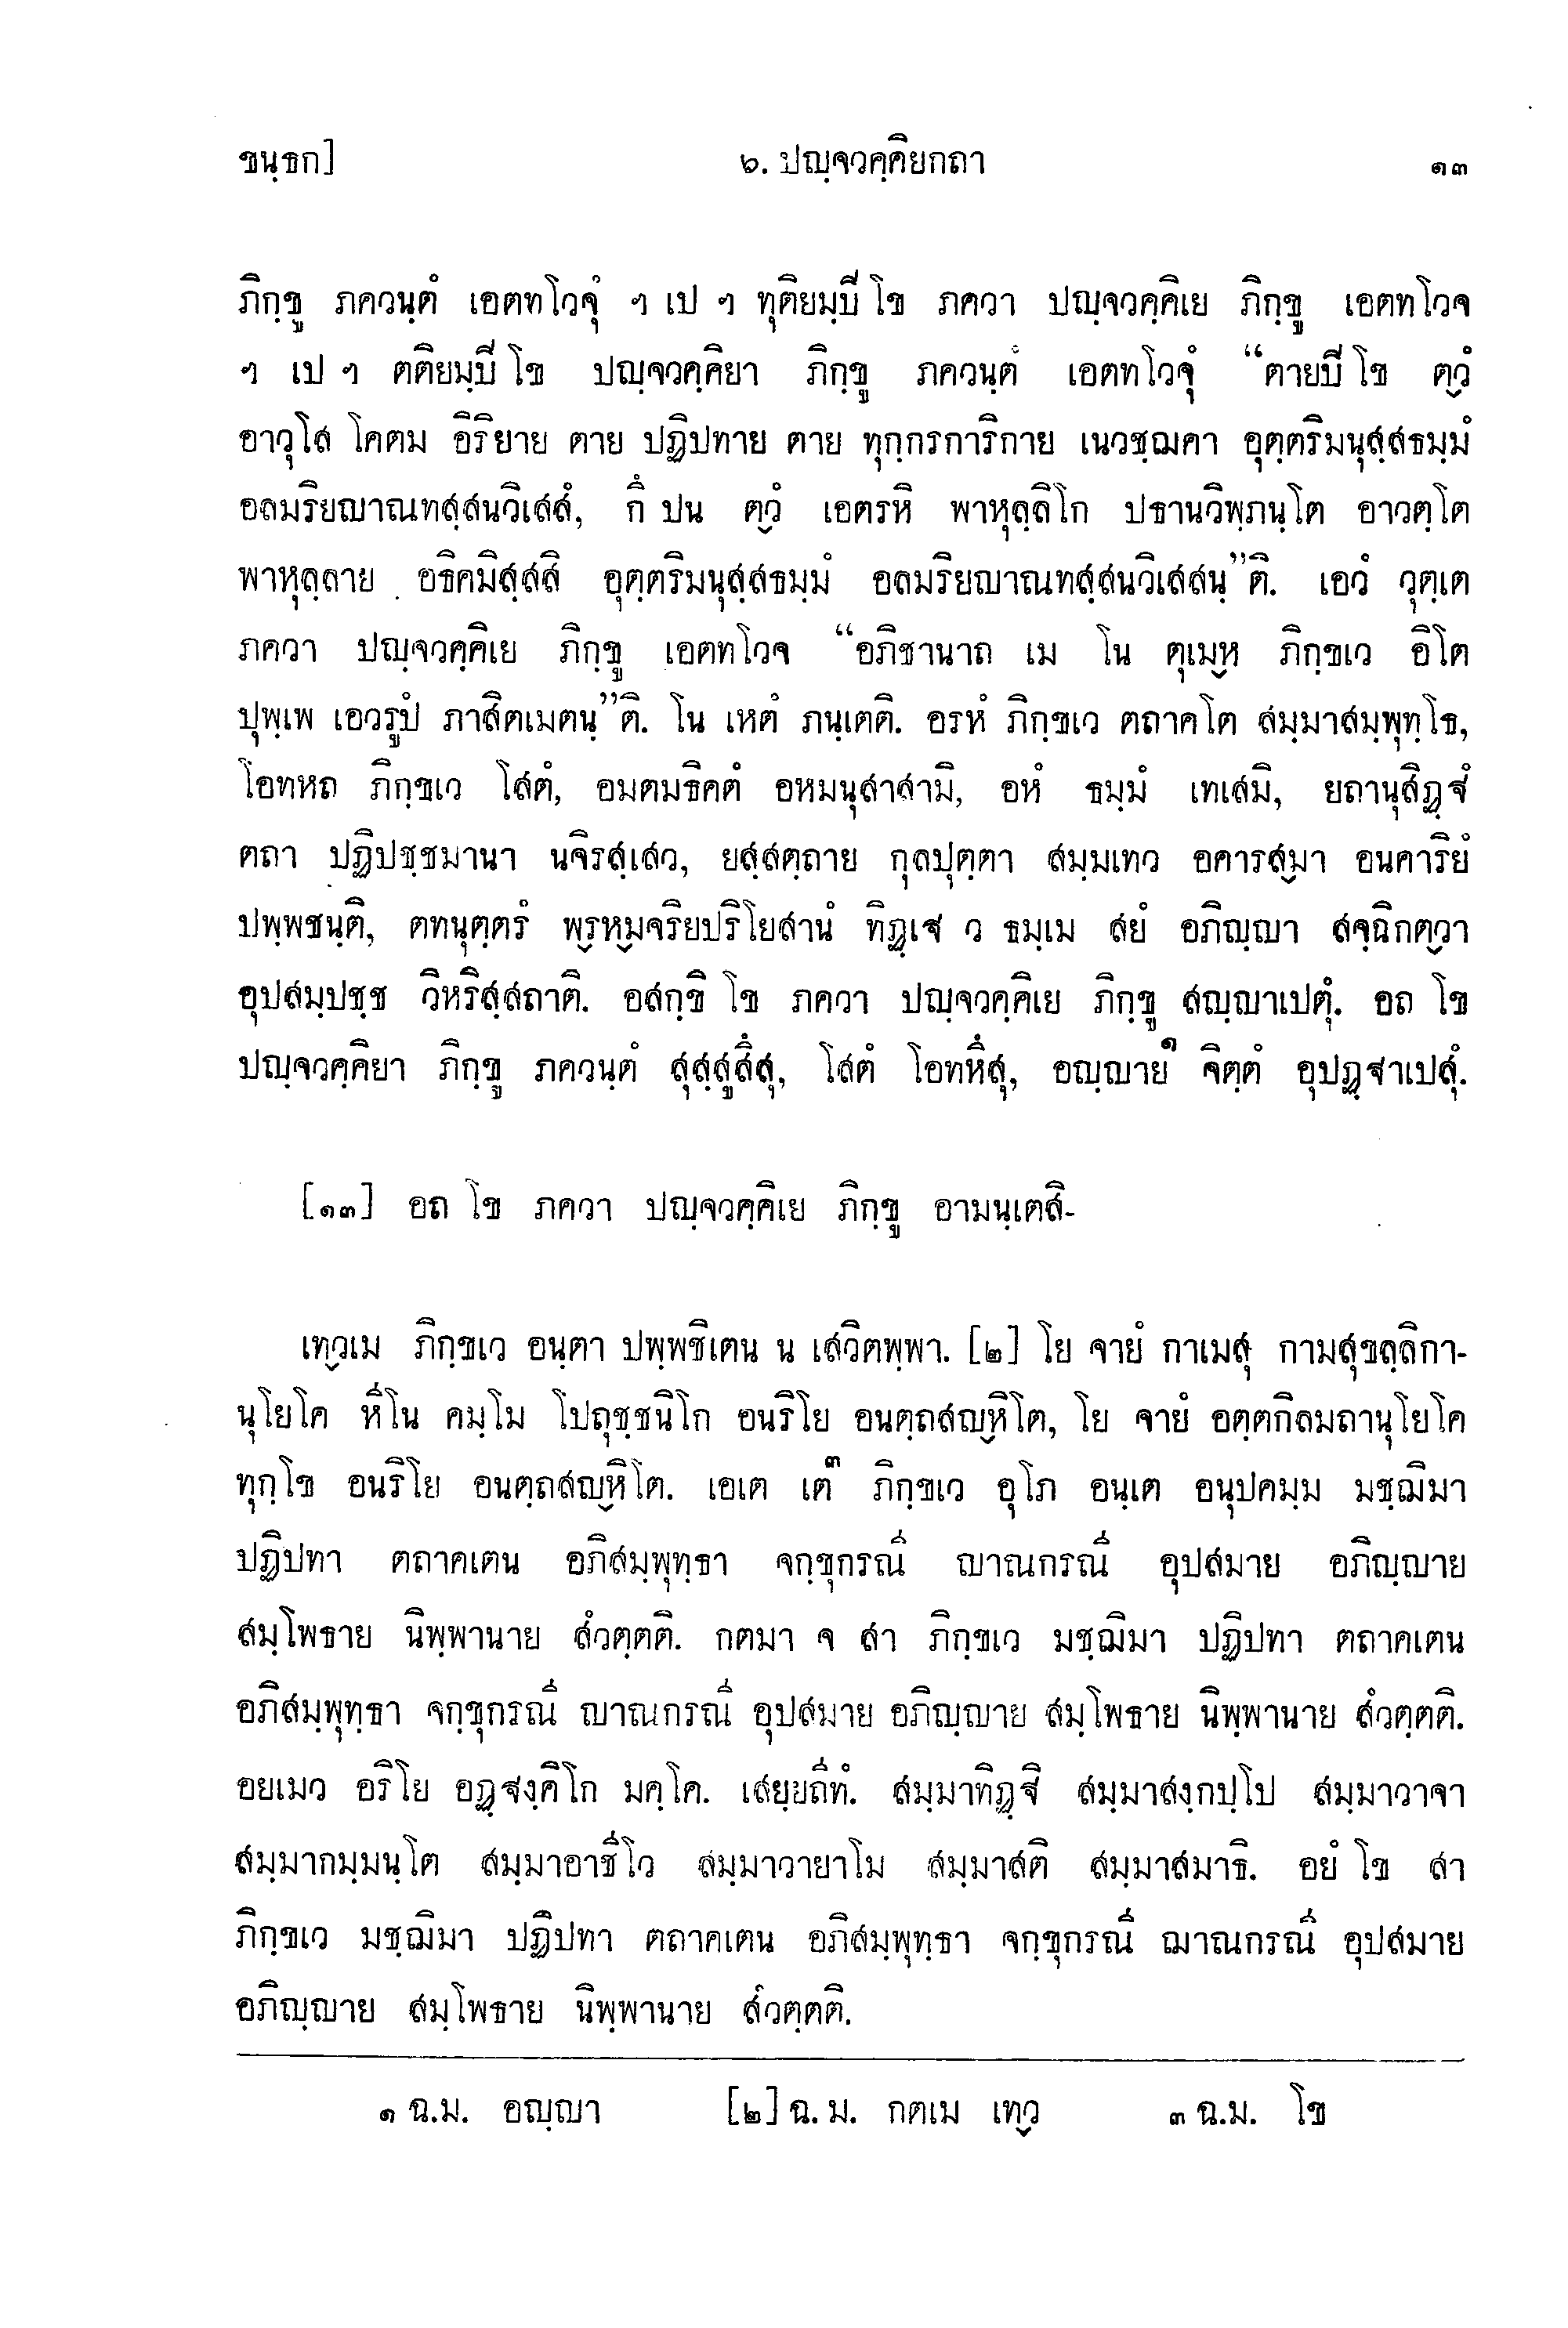 ขนฺธก]
๖. ปญฺจวคฺคิยกถา
๑๓
ภิกฺขู ภควนฺตํ เอตทโวจุํ ฯ เป ฯ ทุติยมฺปิ โข ภควา ปญฺจวคฺคิเย ภิกฺขู เอตทโวจ
ฯ เป ฯ ตติยมฺปิ โข ปญฺจวคฺคิยา ภิกฺขู ภควนฺตํ เอตทโวจุํ “ตายปิ โข ตฺวํ
อาวุโส โคตม อิริยาย ตาย ปฏิปทาย ตาย ทุกฺกรการิกาย เนวชฺฌคา อุตฺตริมนุสฺสธมฺมํ
อลมริยญาณทสฺสนวิเสสํ, กึ ปน ตฺวํ เอตรหิ พาหุลฺลิโก ปธานวิพฺภนฺโต อาวตฺโต
พาหุลฺลาย อธิคมิสฺสสิ อุตฺตริมนุสฺสธมฺมํ อลมริยญาณทสฺสนวิเสสนฺ”ติ. เอวํ วุตฺเต
ภควา ปญฺจวคฺคิเย ภิกฺขู เอตทโวจ “อภิชานาถ เม โน ตุเมฺห ภิกฺขเว อิโต
ปุพฺเพ เอวรูปํ ภาสิตเมตนฺ”ติ. โน เหตํ ภนฺเตติ. อรหํ ภิกฺขเว ตถาคโต สมฺมาสมฺพุทฺโธ,
โอทหถ ภิกฺขเว โสตํ, อมตมธิคตํ อหมนุสาสามิ, อหํ ธมฺมํ เทเสมิ, ยถานุสิฏฺฐํ
ตถา ปฏิปชฺชมานา นจิรสฺเสว, ยสฺสตฺถาย กุลปุตฺตา สมฺมเทว อคารสฺมา อนคาริยํ
ปพฺพชนฺติ, ตทนุตฺตรํ พฺรหฺมจริยปริโยสานํ ทิฏฺเฐ ว ธมฺเม สยํ อภิญฺญา สจฺฉิกตฺวา
อุปสมฺปชฺช วิหริสฺสถาติ. อสกฺขิ โข ภควา ปญฺจวคฺคิเย ภิกฺขู สญฺญาเปตุํ. อถ โข
ปญฺจวคฺคิยา ภิกฺขู ภควนฺตํ สุสฺสูสึสุ, โสตํ โอทหึสุ, อญฺญาย๑ จิตฺตํ อุปฏฺฐาเปสุํ.
[๑๓] อถ โข ภควา ปญฺจวคฺคิเย ภิกฺขู อามนฺเตสิ-
เทฺวเม ภิกฺขเว อนฺตา ปพฺพชิเตน น เสวิตพฺพา. [๒] โย จายํ กาเมสุ กามสุขลฺลิกา-
นุโยโค หีโน คมฺโม โปถุชฺชนิโก อนริโย อนตฺถสญฺหิโต, โย จายํ อตฺตกิลมถานุโยโค
ทุกฺโข อนริโย อนตฺถสญฺหิโต. เอเต เต๓ ภิกฺขเว อุโภ อนฺเต อนุปคมฺม มชฺฌิมา
ปฏิปทา ตถาคเตน อภิสมฺพุทฺธา จกฺขุกรณี ญาณกรณี อุปสมาย อภิญฺญาย
สมฺโพธาย นิพฺพานาย สํวตฺตติ. กตมา จ สา ภิกฺขเว มชฺฌิมา ปฏิปทา ตถาคเตน
อภิสมฺพุทฺธา จกฺขุกรณี ญาณกรณี อุปสมาย อภิญฺญาย สมฺโพธาย นิพฺพานาย สํวตฺตติ.
อยเมว อริโย อฏฺฐงฺคิโก มคฺโค. เสยฺยถีทํ. สมฺมาทิฏฺฐิ สมฺมาสงฺกปฺโป สมฺมาวาจา
สมฺมากมฺมนฺโต สมฺมาอาชีโว สมฺมาวายาโม สมฺมาสติ สมฺมาสมาธิ. อยํ โข สา
ภิกฺขเว มชฺฌิมา ปฏิปทา ตถาคเตน อภิสมฺพุทฺธา จกฺขุกรณี ฌาณกรณี อุปสมาย
อภิญฺญาย สมฺโพธาย นิพฺพานาย สํวตฺตติ.
๑ ฉ.ม. อญฺญา [๒] ฉ.ม. กตเม เทฺว ๓ ฉ.ม. โข